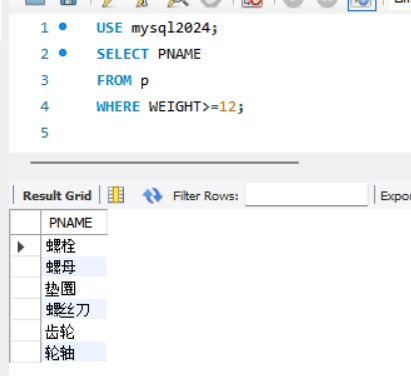 1 USE mysql2024;
2 SELECT PNAME
3 FROM p
4 WHERE WEIGHT>=12;
5
Result Grid Filter Rows: Expor
PNAME
螺栓
螺母
垫圈
螺丝刀
齿轮
轮轴